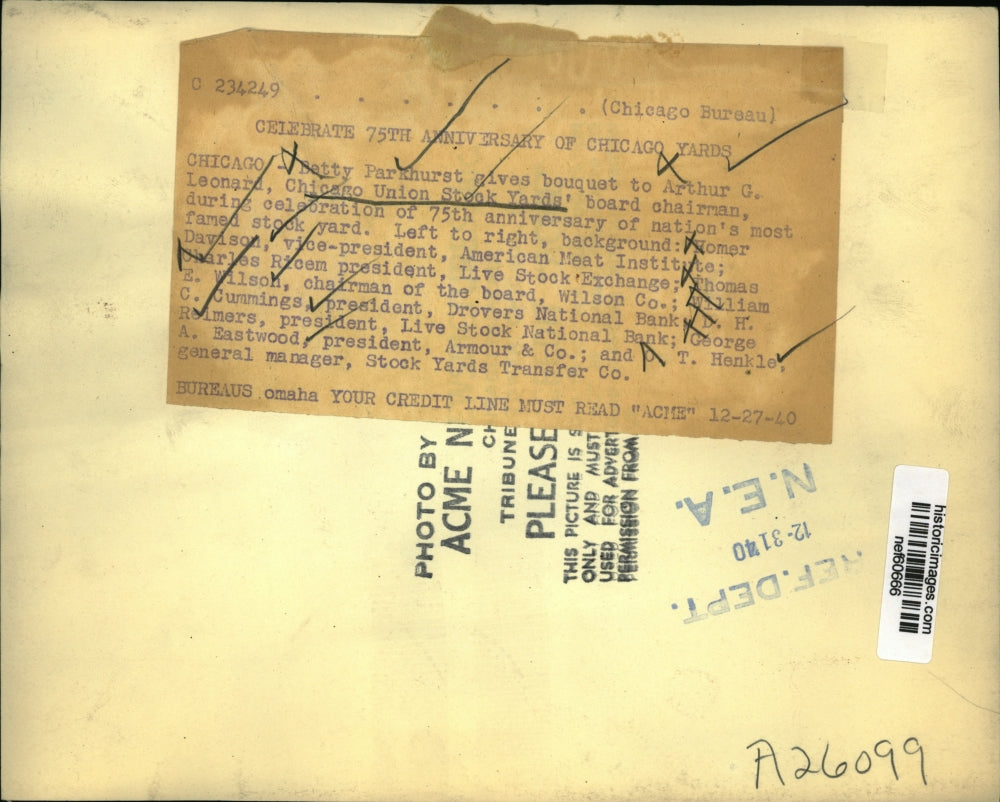 C 234249 . . . . . . . . (Chicago Bureau)
CELEBRATE 75TH ANNIVERSARY OF CHICAGO YARDS
CHICAGO - Betty Parkhurst gives bouquet to Arthur G.
Leonard, Chicago Union Stock Yards' board chairman,
during celebration of 75th anniversary of nation's most
famed stock yard. Left to right, background: Homer
Davison, vice-president, American Meat Institute;
Charles Ricem president, Live Stock Exchange; Thomas
E. Wilson, chairman of the board, Wilson Co.; William
C. Cummings, president, Drovers National Bank; D. H.
Reimers, president, Live Stock National Bank; George
A. Eastwood, president, Armour & Co.; and A T. Henkle,
general manager, Stock Yards Transfer Co.
BUREAUS omaha YOUR CREDIT LINE MUST READ "ACME" 12-27-40
PHOTO BY
ACME N
CH
TRIBUNE
PLEASE
THIS PICTURE IS S
ONLY AND MUST
USED FOR ADVERT
PERMISSION FROM
N.E.A.
12-31 40
REF. DEPT.
historicimages.com
nef60666
A26099